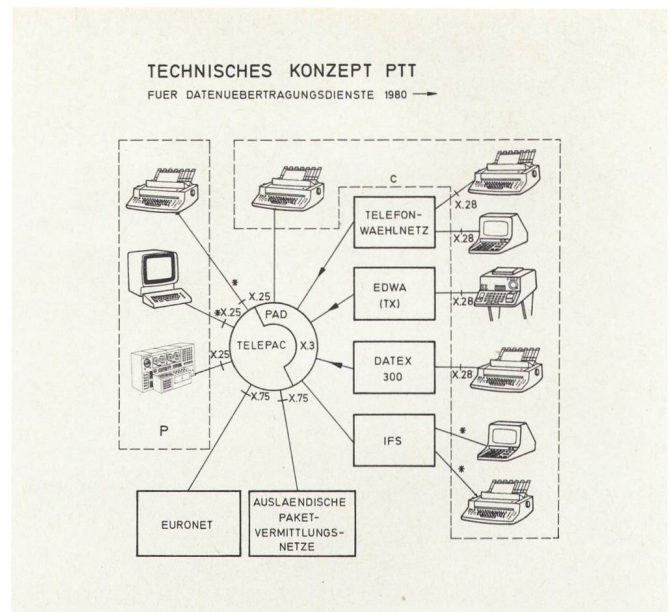 TECHNISCHES KONZEPT PTT
FUER DATENUEBERTRAGUNGSDIENSTE 1980
C
X.28
TELEFON-
WAEHLNETZ
X.28
*
X.25
EDWA
(TX)
X.28
*X.25
PAD
TELEPAC
X.3
X.25
DATEX
300
X.28
X.75
X.75
P
IFS
*
*
EURONET
AUSLAENDISCHE
PAKET-
VERMITTLUNGS-
NETZE